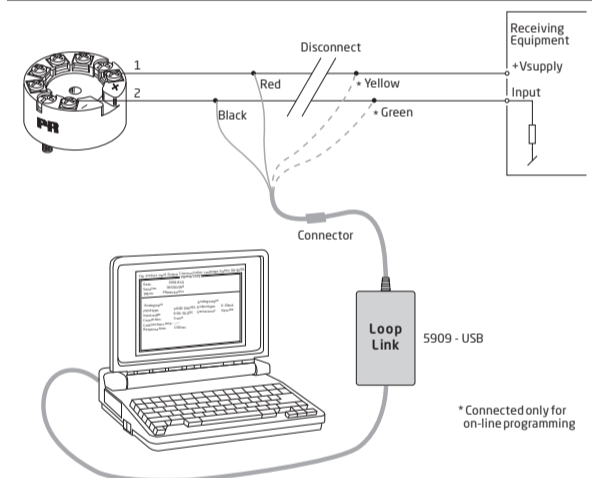 Receiving
Equipment
Disconnect
1
+Vsupply
Red
* Yellow
2
Input
Black
* Green
PR
Connector
Loop
Link
5909 - USB
* Connected only for
on-line programming